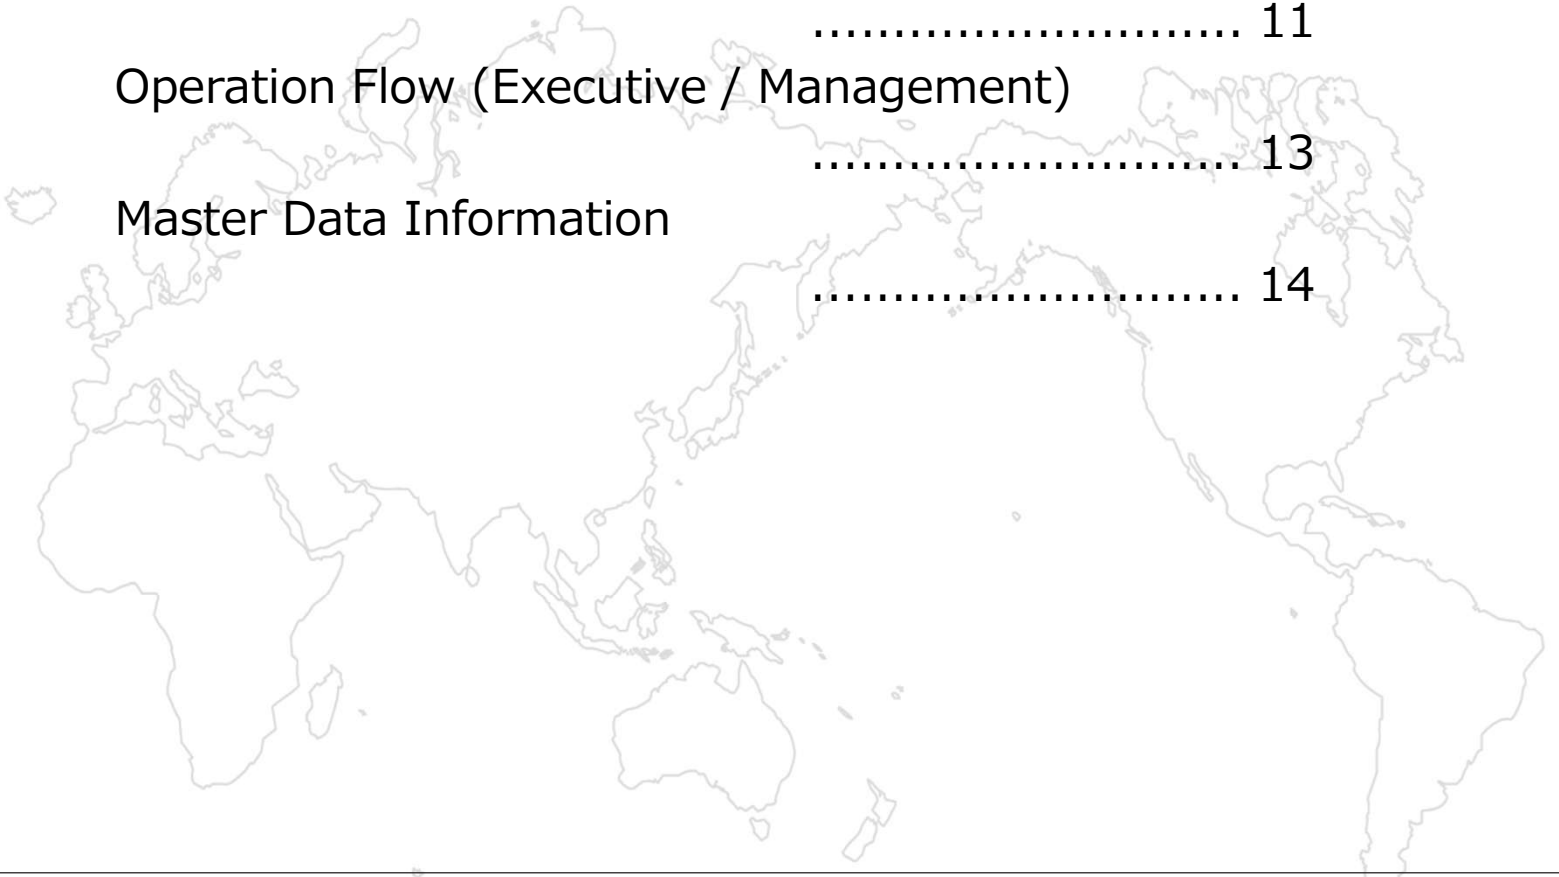 ........................... 11
Operation Flow (Executive / Management)
........................... 13
Master Data Information
........................... 14